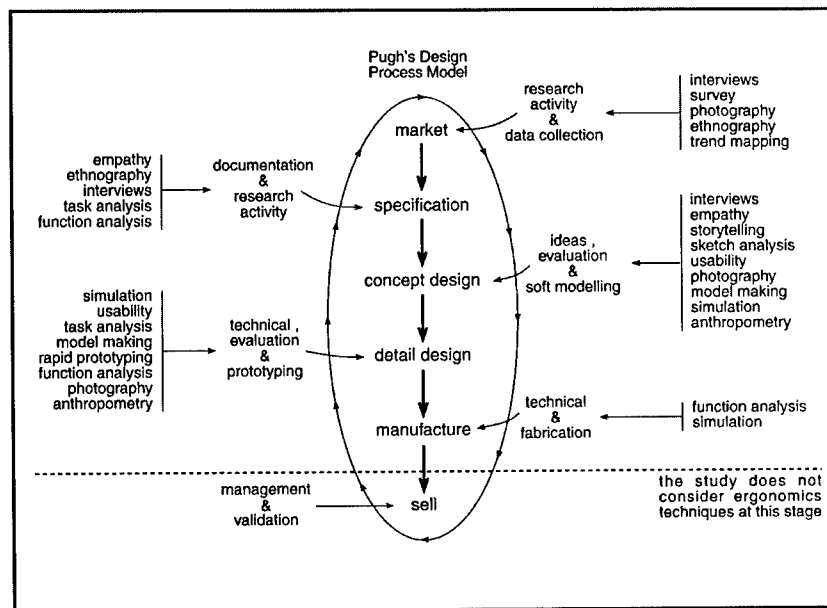 Pugh's Design
Process Model
market
research
activity
&
data collection
interviews
survey
photography
ethnography
trend mapping
empathy
ethnography
interviews
task analysis
function analysis
documentation
&
research
activity
specification
concept design
ideas ,
evaluation
&
soft modelling
interviews
empathy
storytelling
sketch analysis
usability
photography
model making
simulation
anthropometry
simulation
usability
task analysis
model making
rapid prototyping
function analysis
photography
anthropometry
technical ,
evaluation
&
prototyping
detail design
manufacture
technical
&
fabrication
function analysis
simulation
management
&
validation
sell
the study does not
consider ergonomics
techniques at this stage